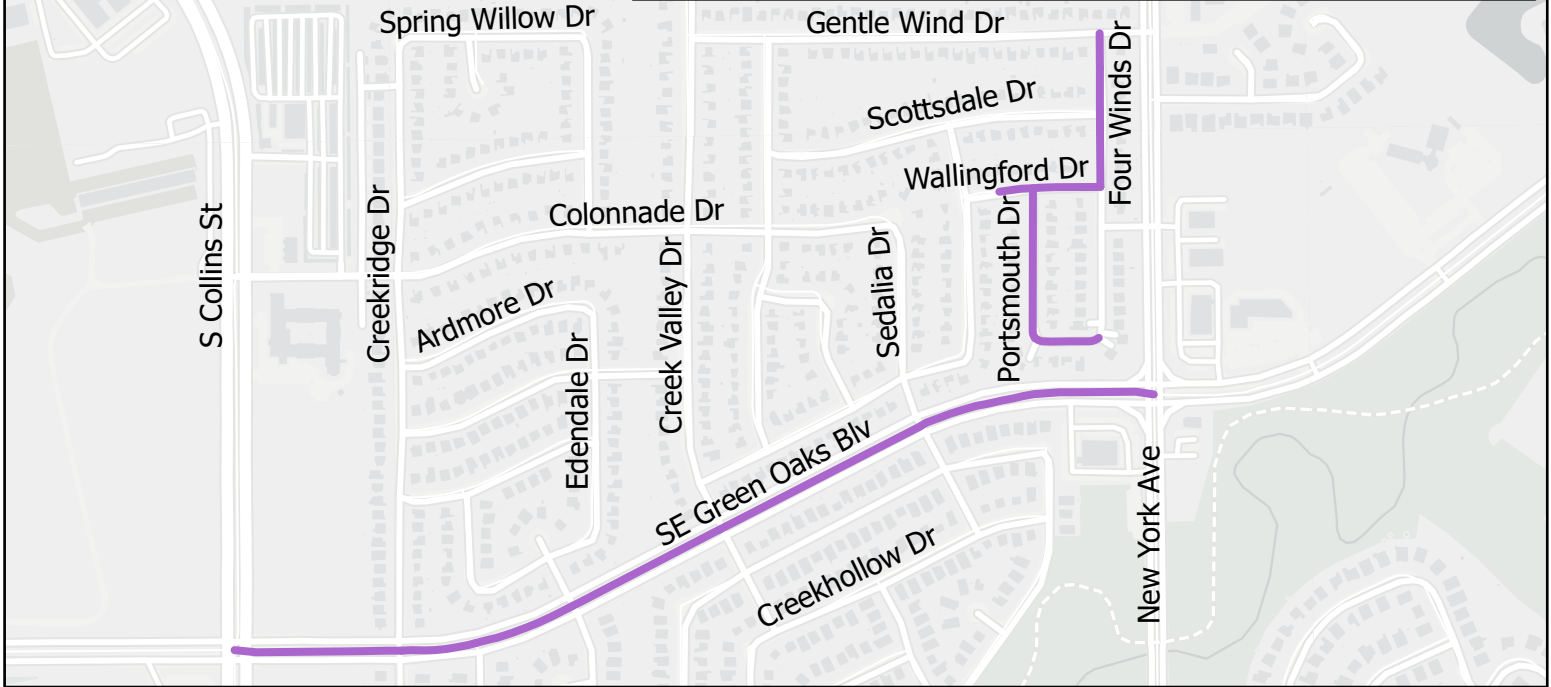 Spring Willow Dr
Gentle Wind Dr
Four Winds Dr
Scottsdale Dr
Wallingford Dr
S Collins St
Creekridge Dr
Colonnade Dr
Creek Valley Dr
Sedalia Dr
Portsmouth Dr
Ardmore Dr
Edendale Dr
SE Green Oaks Blv
New York Ave
Creekhollow Dr